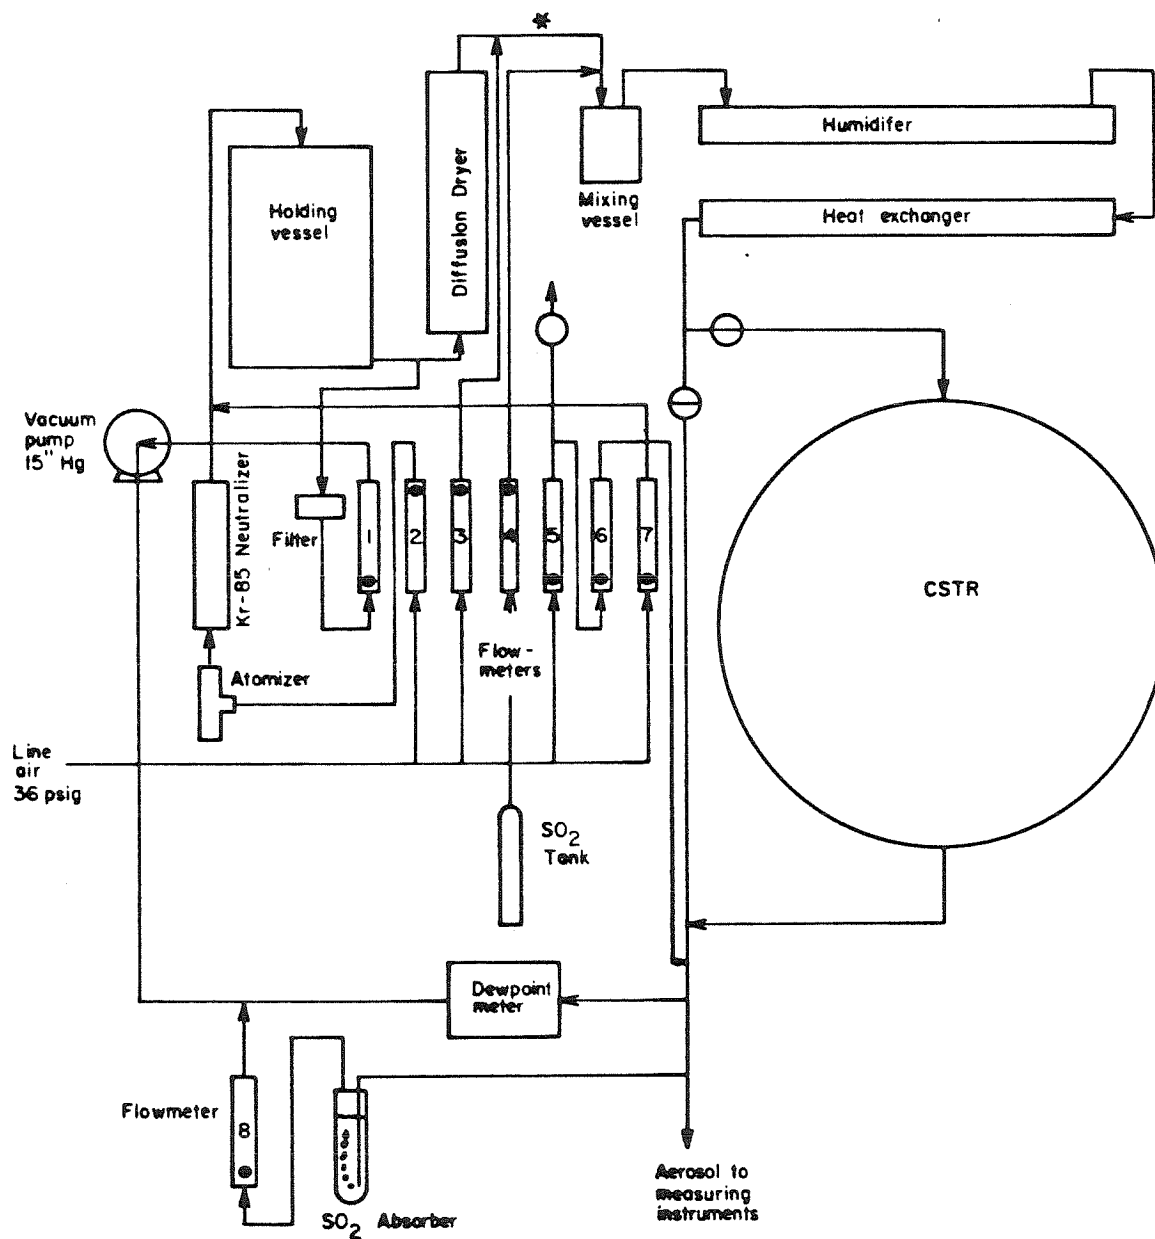 *
Humidifer
Holding
vessel
Diffusion Dryer
Mixing
vessel
Heat exchanger
Vacuum
pump
15" Hg
Kr-85 Neutralizer
Filter
1
2
3
4
5
6
7
CSTR
Flow-
meters
Atomizer
Line
air
36 psig
SO2
Tank
Dewpoint
meter
Flowmeter
8
SO2 Absorber
Aerosol to
measuring
instruments